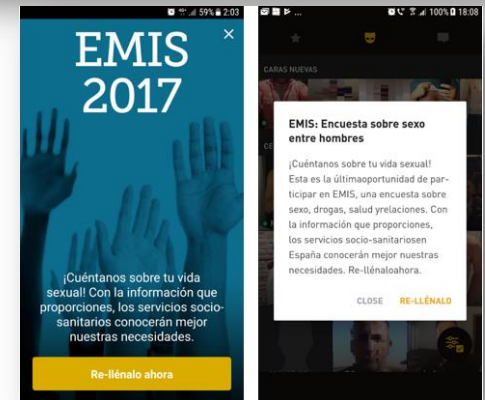 59% 2:03
EMIS
2017
¡Cuéntanos sobre tu vida
sexual! Con la información que
proporciones, los servicios socio-
sanitarios conocerán mejor
nuestras necesidades.
Re-llénalo ahora
... 100% 18:08
CARAS NUEVAS
EMIS: Encuesta sobre sexo
entre hombres
¡Cuéntanos sobre tu vida sexual!
Esta es la últimaoportunidad de par-
ticipar en EMIS, una encuesta sobre
sexo, drogas, salud yrelaciones. Con
la información que proporciones,
los servicios socio-sanitariosen
España conocerán mejor nuestras
necesidades. Re-llénaloahora.
CLOSE RE-LLÉNALO